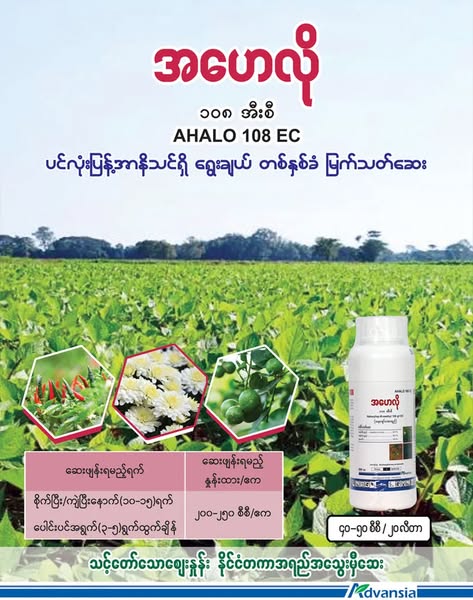 အဟေလို
၁၀၈ အီးစီ
AHALO 108 EC
ပင်လုံးပြန့်အာနိသင်ရှိ ရွေးချယ် တစ်နှစ်ခံ မြက်သတ်ဆေး
AHALO 108 EC
အဟေလို
ဆေးဖျန်းရမည့်ရက်
ဆေးဖျန်းရမည့်
နှုန်းထား/ဧက
စိုက်ပြီး/ကျဲပြီးနောက်(၁၀-၁၅)ရက်
ပေါင်းပင်အရွက်(၃-၅)ရွက်ထွက်ချိန်
၂၀၀-၂၅၀ စီစီ/ဧက
၄၀-၅၀ စီစီ /၂၀လီတာ
သင့်တော်သောဈေးနှုန်း နိုင်ငံတကာအရည်အသွေးမှီဆေး
Advansia